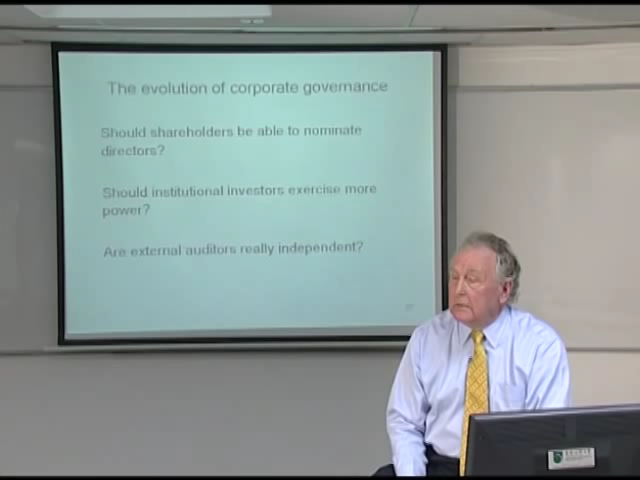 The evolution of corporate governance
Should shareholders be able to nominate
directors?
Should institutional investors exercise more
power?
Are external auditors really independent?